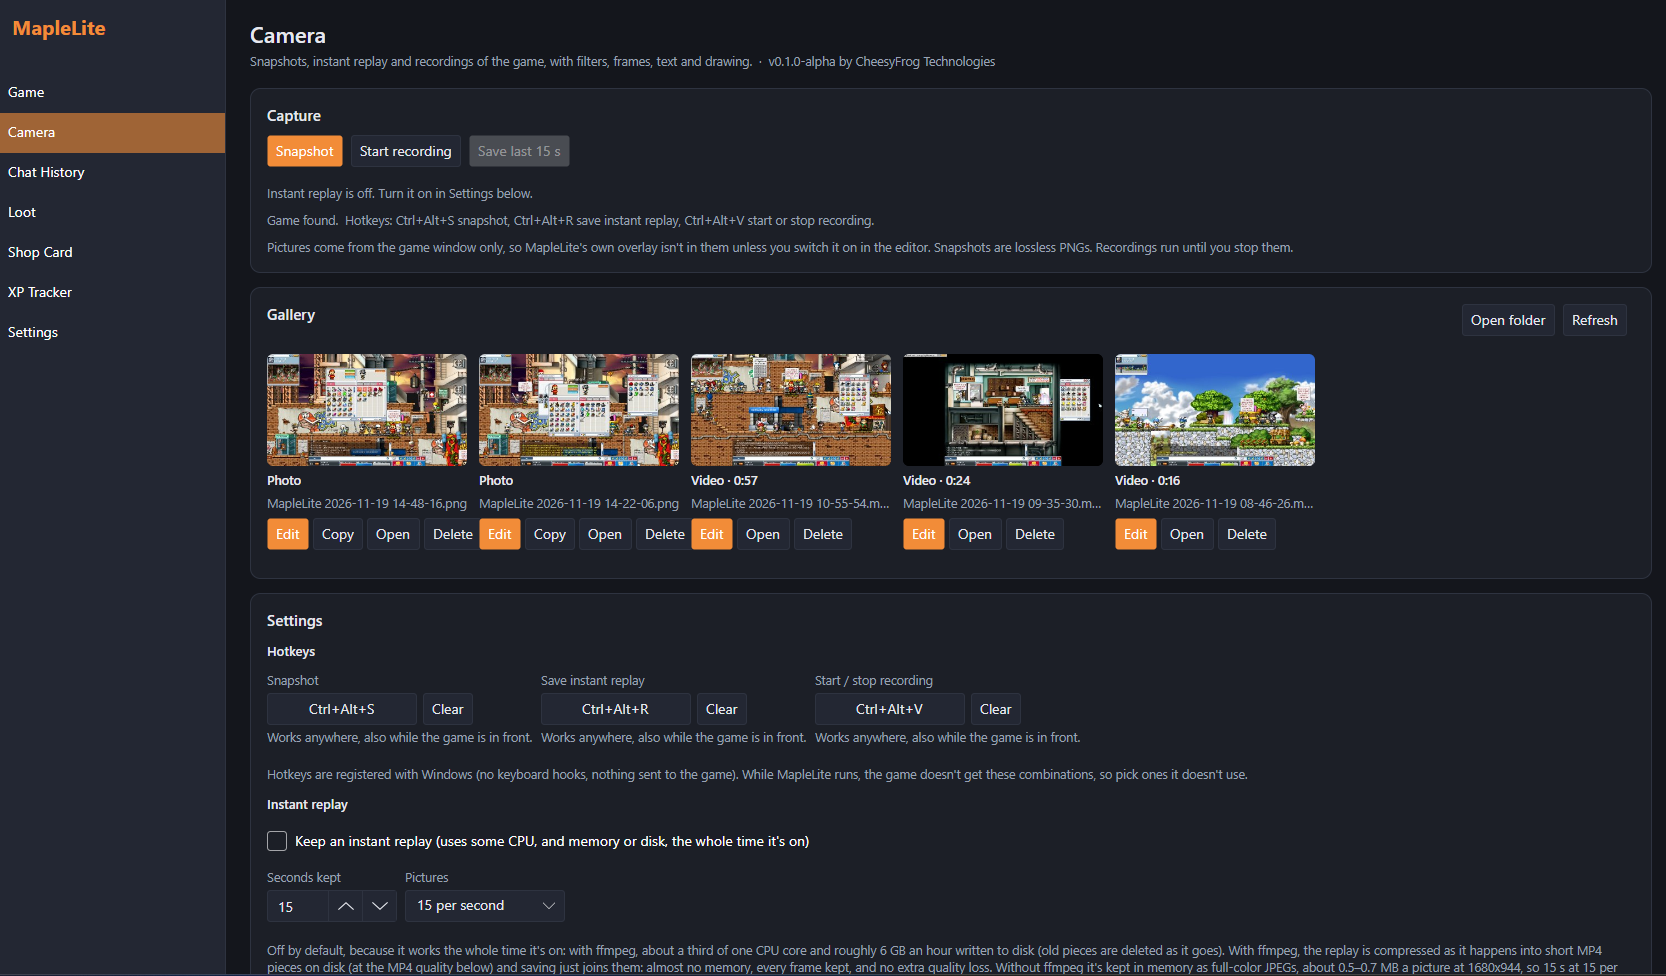 MapleLite
Game
Camera
Chat History
Loot
Shop Card
XP Tracker
Settings
Camera
Snapshots, instant replay and recordings of the game, with filters, frames, text and drawing. · v0.1.0-alpha by CheesyFrog Technologies
Capture
Snapshot Start recording Save last 15 s
Instant replay is off. Turn it on in Settings below.
Game found. Hotkeys: Ctrl+Alt+S snapshot, Ctrl+Alt+R save instant replay, Ctrl+Alt+V start or stop recording.
Pictures come from the game window only, so MapleLite's own overlay isn't in them unless you switch it on in the editor. Snapshots are lossless PNGs. Recordings run until you stop them.
Gallery
Open folder Refresh
Photo Photo Video · 0:57 Video · 0:24 Video · 0:16
MapleLite 2026-11-19 14-48-16.png MapleLite 2026-11-19 14-22-06.png MapleLite 2026-11-19 10-55-54.m... MapleLite 2026-11-19 09-35-30.m... MapleLite 2026-11-19 08-46-26.m...
Edit Copy Open Delete Edit Copy Open Delete Edit Open Delete Edit Open Delete Edit Open Delete
Settings
Hotkeys
Snapshot Save instant replay Start / stop recording
Ctrl+Alt+S Clear Ctrl+Alt+R Clear Ctrl+Alt+V Clear
Works anywhere, also while the game is in front. Works anywhere, also while the game is in front. Works anywhere, also while the game is in front.
Hotkeys are registered with Windows (no keyboard hooks, nothing sent to the game). While MapleLite runs, the game doesn't get these combinations, so pick ones it doesn't use.
Instant replay
Keep an instant replay (uses some CPU, and memory or disk, the whole time it's on)
Seconds kept Pictures
15 15 per second
Off by default, because it works the whole time it's on: with ffmpeg, about a third of one CPU core and roughly 6 GB an hour written to disk (old pieces are deleted as it goes). With ffmpeg, the replay is compressed as it happens into short MP4
pieces on disk (at the MP4 quality below) and saving just joins them: almost no memory, every frame kept, and no extra quality loss. Without ffmpeg it's kept in memory as full-color JPEGs, about 0.5–0.7 MB a picture at 1680x944, so 15 s at 15 per